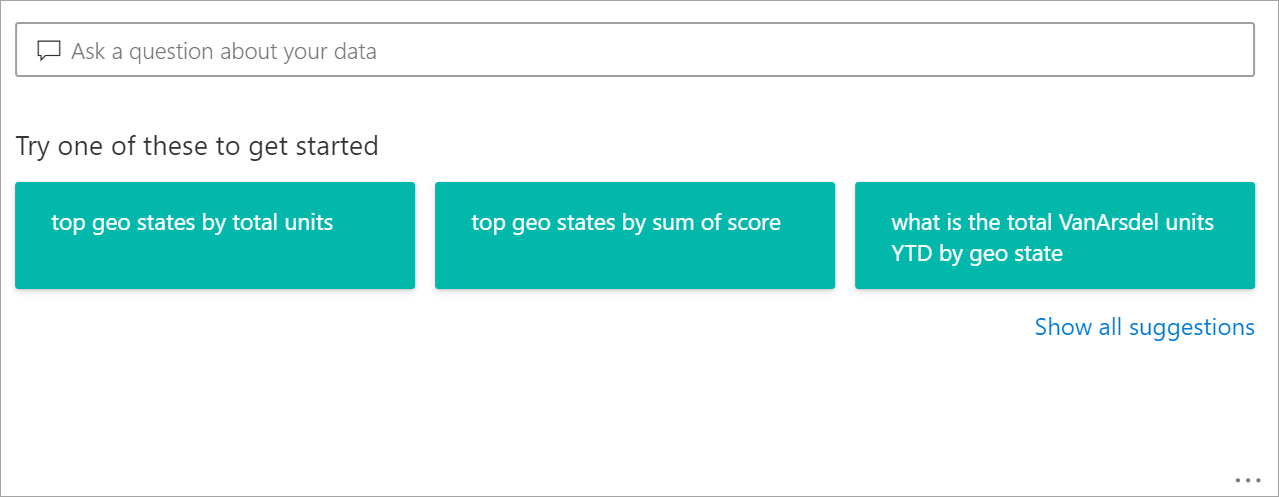 Ask a question about your data
Try one of these to get started
top geo states by total units
top geo states by sum of score
what is the total VanArsdel units
YTD by geo state
Show all suggestions